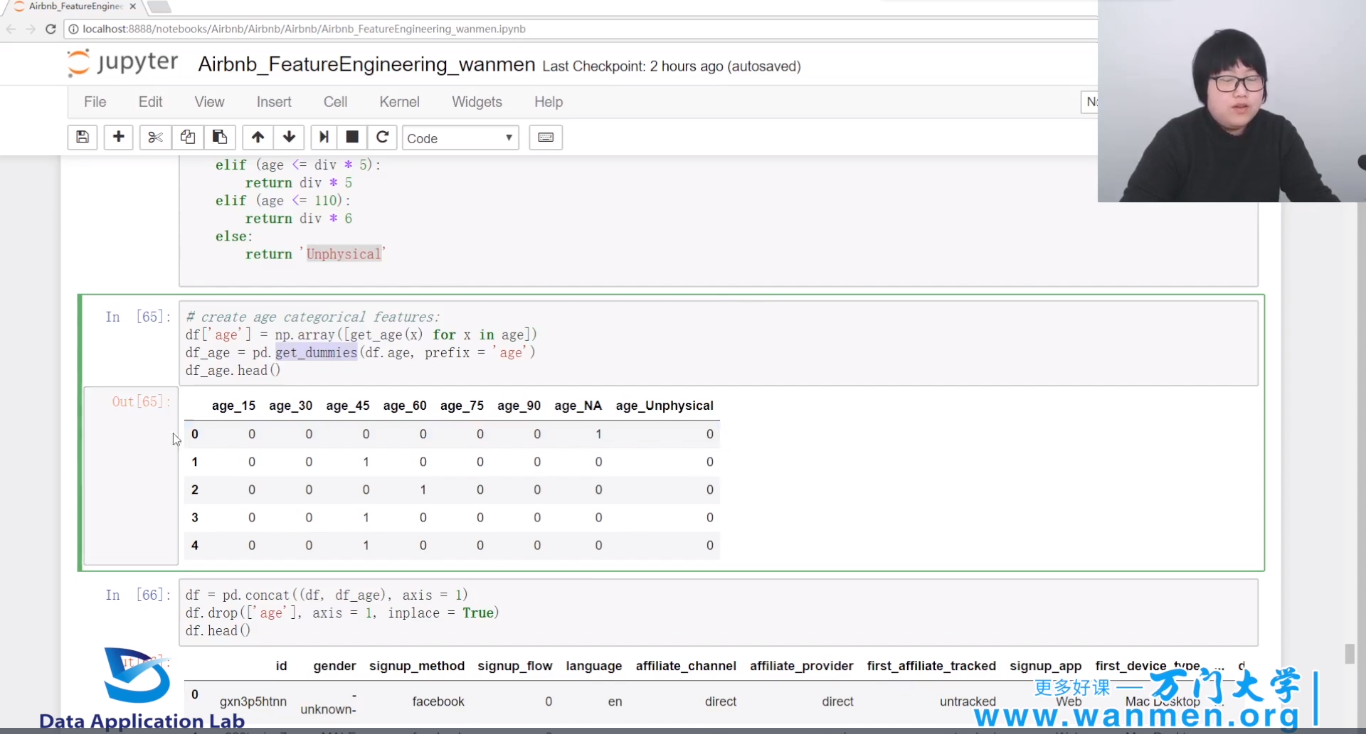 Airbnb_FeatureEnginee
localhost:8888/notebooks/Airbnb/Airbnb/Airbnb/Airbnb_FeatureEngineering_wanmen.ipynb
jupyter Airbnb_FeatureEngineering_wanmen Last Checkpoint: 2 hours ago (autosaved)
File Edit View Insert Cell Kernel Widgets Help
Code
elif (age <= div * 5):
return div * 5
elif (age <= 110):
return div * 6
else:
return 'Unphysical'
In [65]: # create age categorical features:
df['age'] = np.array([get_age(x) for x in age])
df_age = pd.get_dummies(df.age, prefix = 'age')
df_age.head()
Out[65]:
age_15 age_30 age_45 age_60 age_75 age_90 age_NA age_Unphysical
0 0 0 0 0 0 0 1 0
1 0 0 1 0 0 0 0 0
2 0 0 0 1 0 0 0 0
3 0 0 1 0 0 0 0 0
4 0 0 1 0 0 0 0 0
In [66]: df = pd.concat((df, df_age), axis = 1)
df.drop(['age'], axis = 1, inplace = True)
df.head()
id gender signup_method signup_flow language affiliate_channel affiliate_provider first_affiliate_tracked signup_app first_device_type ...
0 gxn3p5htnn -unknown- facebook 0 en direct direct untracked Web Mac Desktop
Data Application Lab
更多好课 — 万门大学
www.wanmen.org